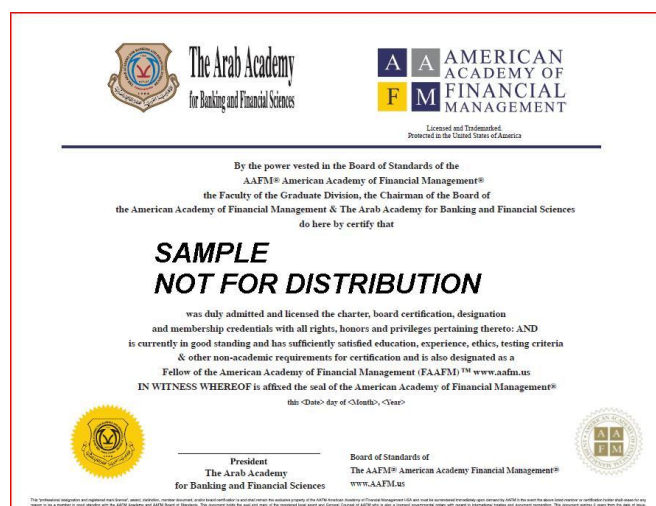 The Arab Academy
for Banking and Financial Sciences
A A
F M
AMERICAN
ACADEMY OF
FINANCIAL
MANAGEMENT
Licensed and Trademarked.
Protected in the United States of America
By the power vested in the Board of Standards of the
AAFM® American Academy of Financial Management®
the Faculty of the Graduate Division, the Chairman of the Board of
the American Academy of Financial Management & The Arab Academy for Banking and Financial Sciences
do here by certify that
SAMPLE
NOT FOR DISTRIBUTION
was duly admitted and licensed the charter, board certification, designation
and membership credentials with all rights, honors and privileges pertaining thereto: AND
is currently in good standing and has sufficiently satisfied education, experience, ethics, testing criteria
& other non-academic requirements for certification and is also designated as a
Fellow of the American Academy of Financial Management (FAAFM) ™ www.aafm.us
IN WITNESS WHEREOF is affixed the seal of the American Academy of Financial Management®
this <Date> day of <Month>, <Year>
President
The Arab Academy
for Banking and Financial Sciences
Board of Standards of
The AAFM® American Academy Financial Management®
www.AAFM.us
A A
F M